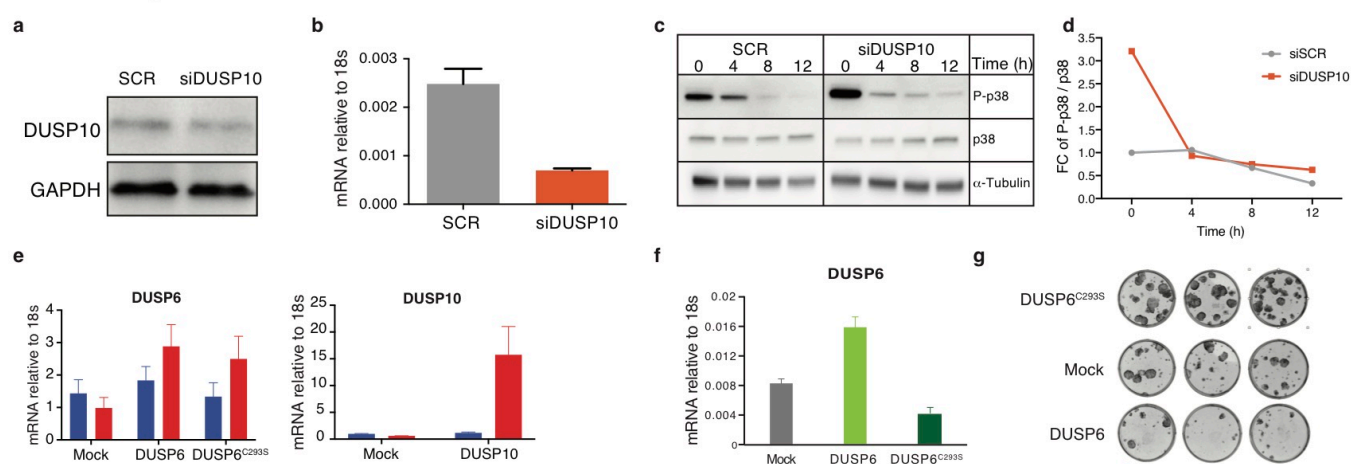 a
SCR siDUSP10
DUSP10
GAPDH
b
mRNA relative to 18s
0.003
0.002
0.001
0.000
SCR siDUSP10
c
SCR siDUSP10
0 4 8 12 0 4 8 12 Time (h)
P-p38
p38
α-Tubulin
d
FC of P-p38 / p38
3.5
3.0
2.5
2.0
1.5
1.0
0.5
0.0
0 4 8 12
Time (h)
siSCR
siDUSP10
e
DUSP6
mRNA relative to 18s
4
3
2
1
0
Mock DUSP6 DUSP6C293S
DUSP10
mRNA relative to 18s
25
20
15
10
5
0
Mock DUSP10
f
DUSP6
mRNA relative to 18s
0.02
0.016
0.012
0.008
0.004
0
Mock DUSP6 DUSP6C293S
g
DUSP6C293S
Mock
DUSP6